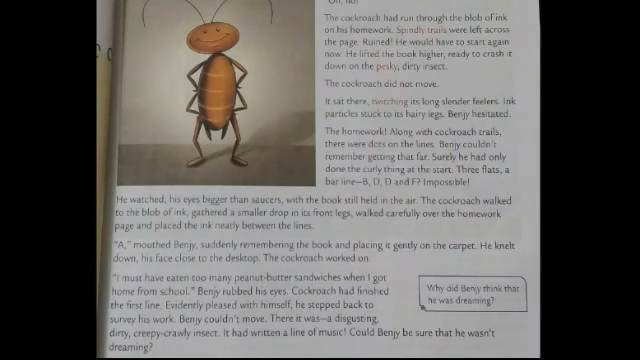 "Oh, no!
The cockroach had run through the blob of ink
on his homework. Spindly trails were left across
the page. Ruined! He would have to start again
now. He lifted the book higher, ready to crash it
down on the pesky, dirty insect.
The cockroach did not move.
It sat there, twitching its long slender feelers. Ink
particles stuck to its hairy legs. Benjy hesitated.
The homework! Along with cockroach trails,
there were dots on the lines. Benjy couldn't
remember getting that far. Surely he had only
done the curly thing at the start. Three flats, a
bar line—B, D, D and F? Impossible!
He watched, his eyes bigger than saucers, with the book still held in the air. The cockroach walked
to the blob of ink, gathered a smaller drop in its front legs, walked carefully over the homework
page and placed the ink neatly between the lines.
"A," mouthed Benjy, suddenly remembering the book and placing it gently on the carpet. He knelt
down, his face close to the desktop. The cockroach worked on.
"I must have eaten too many peanut-butter sandwiches when I got
home from school." Benjy rubbed his eyes. Cockroach had finished
the first line. Evidently pleased with himself, he stepped back to
survey his work. Benjy couldn't move. There it was—a disgusting,
dirty, creepy-crawly insect. It had written a line of music! Could Benjy be sure that he wasn't
dreaming?
Why did Benjy think that
he was dreaming?